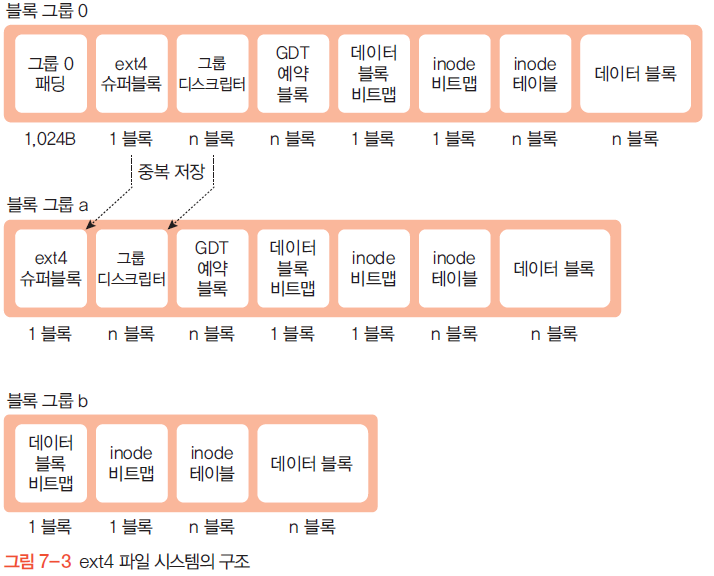 블록 그룹 0
그룹 0
패딩
ext4
슈퍼블록
그룹
디스크립터
GDT
예약
블록
데이터
블록
비트맵
inode
비트맵
inode
테이블
데이터 블록
1,024B
1 블록
n 블록
n 블록
1 블록
1 블록
n 블록
n 블록
중복 저장
블록 그룹 a
ext4
슈퍼블록
그룹
디스크립터
GDT
예약
블록
데이터
블록
비트맵
inode
비트맵
inode
테이블
데이터 블록
1 블록
n 블록
n 블록
1 블록
1 블록
n 블록
n 블록
블록 그룹 b
데이터
블록
비트맵
inode
비트맵
inode
테이블
데이터 블록
1 블록
1 블록
n 블록
n 블록
그림 7-3 ext4 파일 시스템의 구조